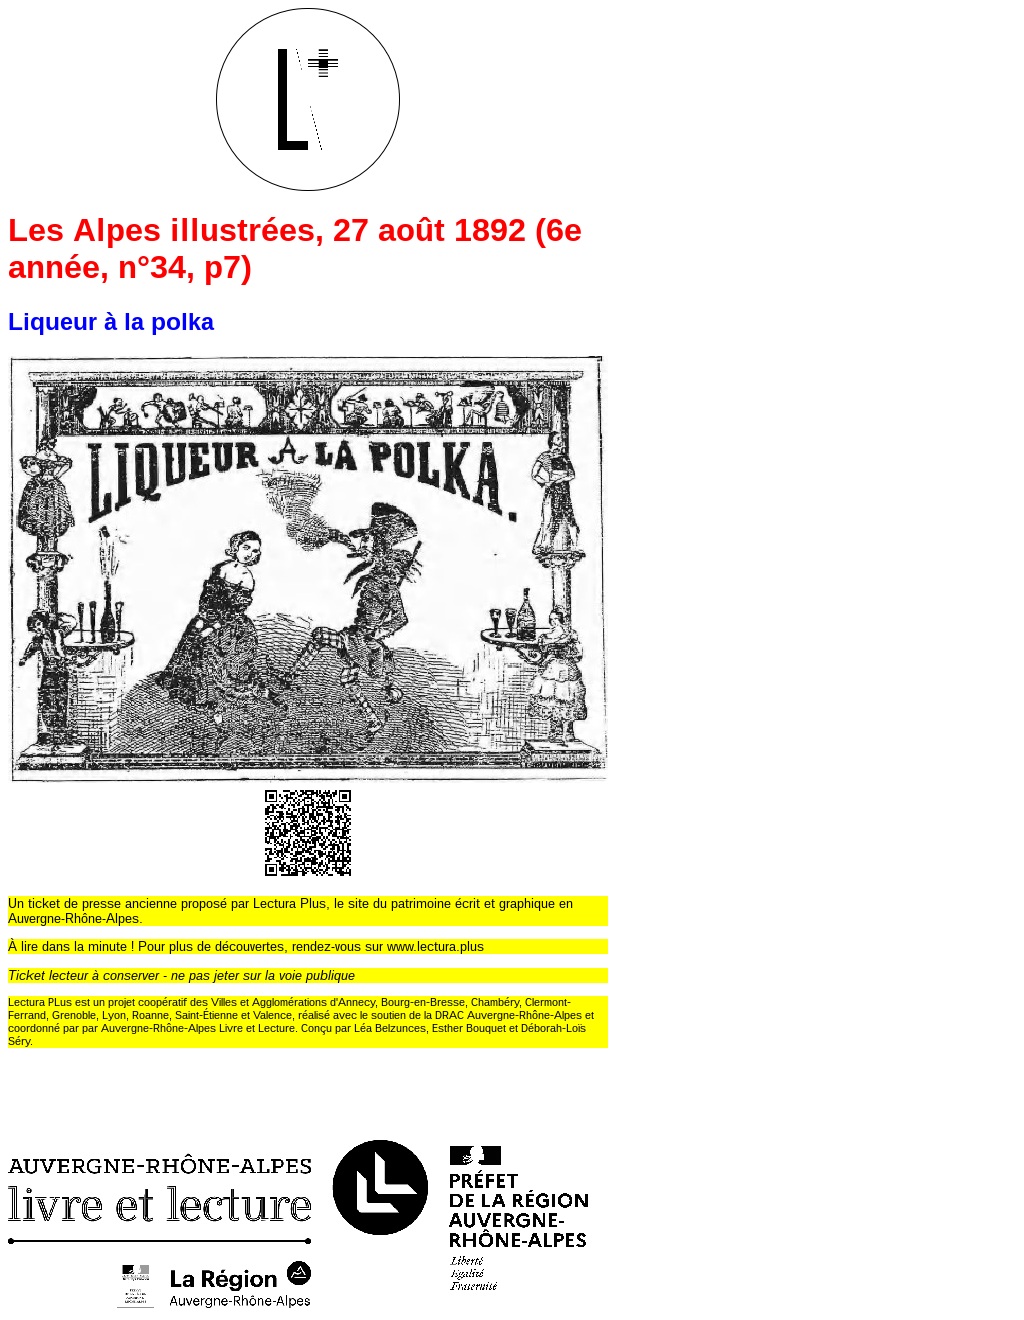 L+
Les Alpes illustrées, 27 août 1892 (6e
année, n°34, p7)
Liqueur à la polka
LIQUEUR A LA POLKA.
Un ticket de presse ancienne proposé par Lectura Plus, le site du patrimoine écrit et graphique en
Auvergne-Rhône-Alpes.
À lire dans la minute ! Pour plus de découvertes, rendez-vous sur www.lectura.plus
Ticket lecteur à conserver - ne pas jeter sur la voie publique
Lectura PLus est un projet coopératif des Villes et Agglomérations d'Annecy, Bourg-en-Bresse, Chambéry, Clermont-
Ferrand, Grenoble, Lyon, Roanne, Saint-Étienne et Valence, réalisé avec le soutien de la DRAC Auvergne-Rhône-Alpes et
coordonné par par Auvergne-Rhône-Alpes Livre et Lecture. Conçu par Léa Belzunces, Esther Bouquet et Déborah-Loïs
Séry.
AUVERGNE-RHÔNE-ALPES
livre et lecture
La Région
Auvergne-Rhône-Alpes
PRÉFET
DE LA RÉGION
AUVERGNE-
RHÔNE-ALPES
Liberté
Égalité
Fraternité